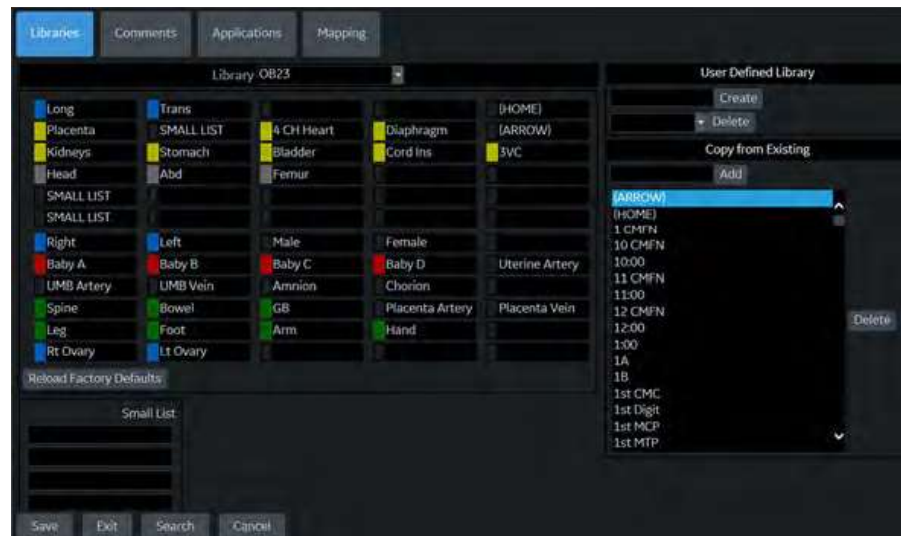 Libraries Comments Applications Mapping
Library OB23
Long Trans (HOME)
Placenta SMALL LIST 4 CH Heart Diaphragm (ARROW)
Kidneys Stomach Bladder Cord Ins 3VC
Head Abd Femur
SMALL LIST
SMALL LIST
Right Left Male Female
Baby A Baby B Baby C Baby D Uterine Artery
UMB Artery UMB Vein Amnion Chorion
Spine Bowel GB Placenta Artery Placenta Vein
Leg Foot Arm Hand
Rt Ovary Lt Ovary
Reload Factory Defaults
Small List
Save Exit Search Cancel
User Defined Library
Create
Delete
Copy from Existing
Add
(ARROW)
(HOME)
1 CMFN
10 CMFN
10:00
11 CMFN
11:00
12 CMFN
12:00
1:00
1A
1B
1st CMC
1st Digit
1st MCP
1st MTP
Delete